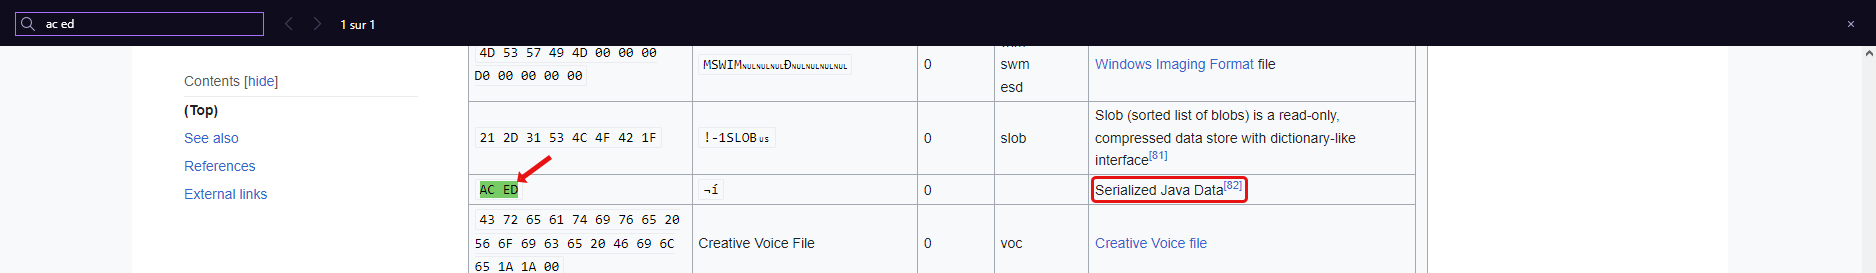 ac ed
1 sur 1
Contents [hide]
(Top)
See also
References
External links
4D 53 57 49 4D 00 00 00
D0 00 00 00 00
MSWIM␀␀␀Ð␀␀␀␀
0
swm
esd
Windows Imaging Format file
21 2D 31 53 4C 4F 42 1F
!-1SLOB␟
0
slob
Slob (sorted list of blobs) is a read-only,
compressed data store with dictionary-like
interface[81]
AC ED
¬í
0
Serialized Java Data[82]
43 72 65 61 74 69 76 65 20
56 6F 69 63 65 20 46 69 6C
65 1A 1A 00
Creative Voice File
0
voc
Creative Voice file